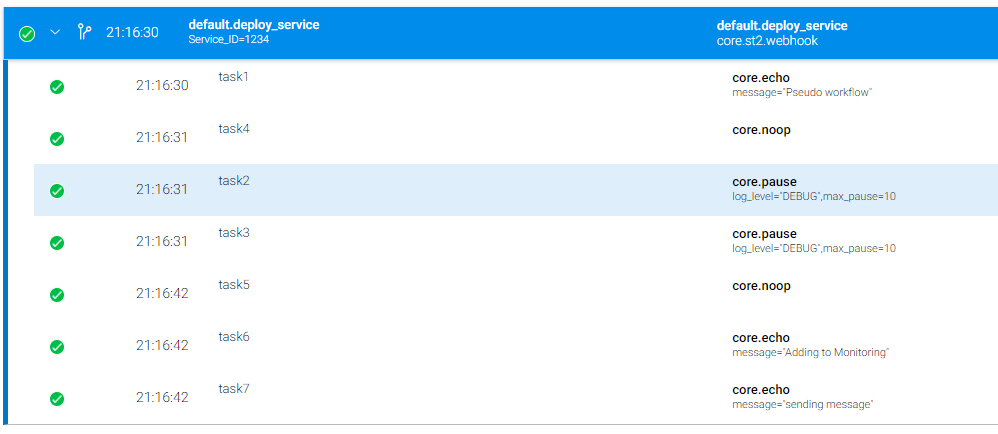 21:16:30 default.deploy_service default.deploy_service
Service_ID=1234 core.st2.webhook
21:16:30 task1 core.echo
message="Pseudo workflow"
21:16:31 task4 core.noop
21:16:31 task2 core.pause
log_level="DEBUG",max_pause=10
21:16:31 task3 core.pause
log_level="DEBUG",max_pause=10
21:16:42 task5 core.noop
21:16:42 task6 core.echo
message="Adding to Monitoring"
21:16:42 task7 core.echo
message="sending message"